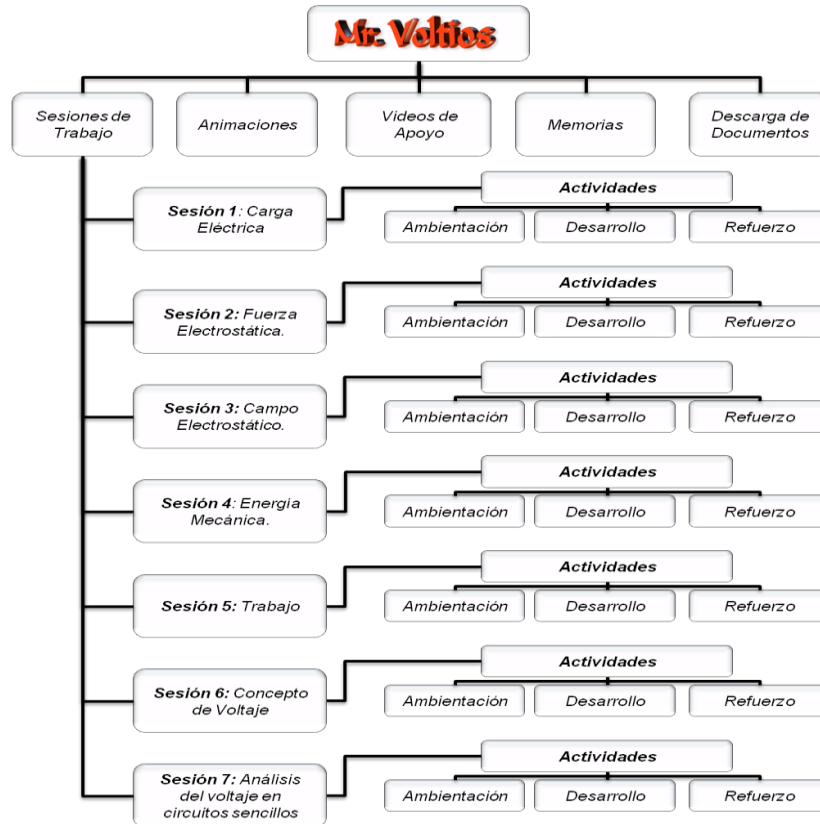 Mr. Voltios
Sesiones de
Trabajo
Animaciones
Videos de
Apoyo
Memorias
Descarga de
Documentos
Sesión 1: Carga
Eléctrica
Actividades
Ambientación
Desarrollo
Refuerzo
Sesión 2: Fuerza
Electrostática.
Actividades
Ambientación
Desarrollo
Refuerzo
Sesión 3: Campo
Electrostático.
Actividades
Ambientación
Desarrollo
Refuerzo
Sesión 4: Energía
Mecánica.
Actividades
Ambientación
Desarrollo
Refuerzo
Sesión 5: Trabajo
Actividades
Ambientación
Desarrollo
Refuerzo
Sesión 6: Concepto
de Voltaje
Actividades
Ambientación
Desarrollo
Refuerzo
Sesión 7: Análisis
del voltaje en
circuitos sencillos
Actividades
Ambientación
Desarrollo
Refuerzo